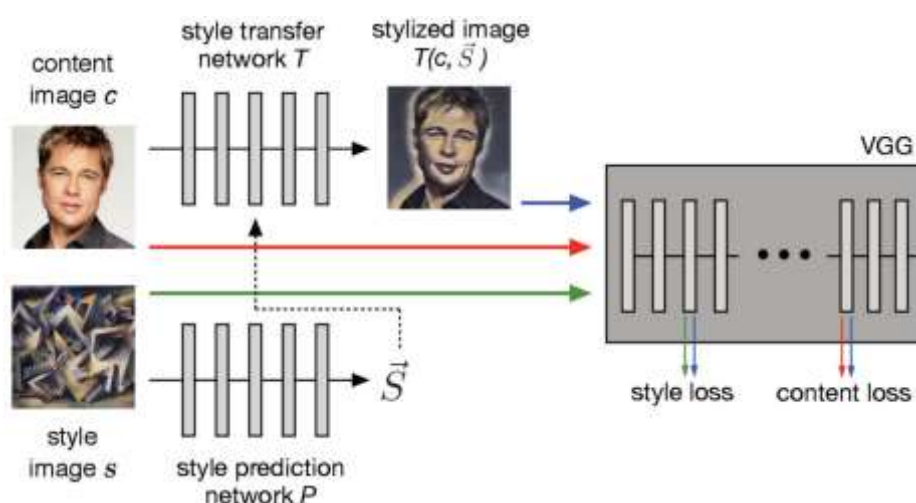 style transfer
network T
stylized image
T(c, S⃗ )
content
image c
VGG
S⃗
style loss
content loss
style
image s
style prediction
network P